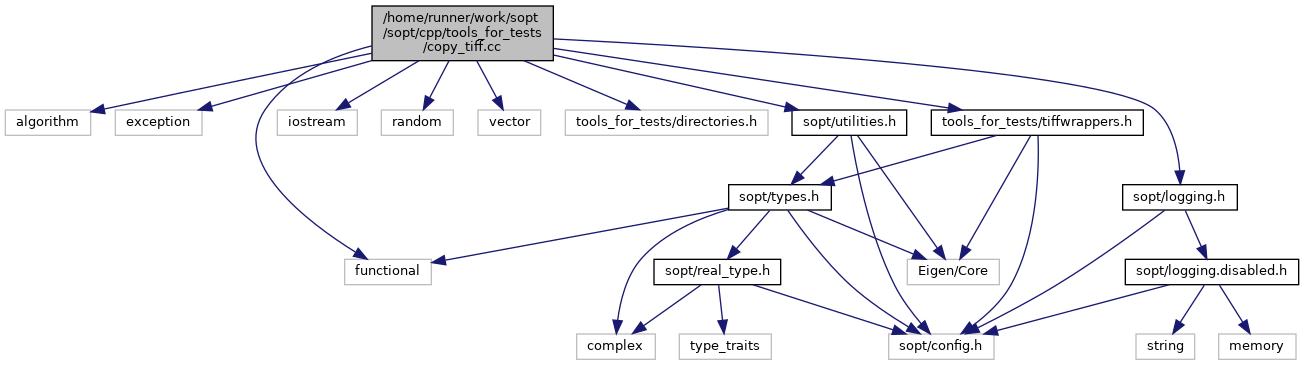 /home/runner/work/sopt
/sopt/cpp/tools_for_tests
/copy_tiff.cc
algorithm
exception
iostream
random
vector
tools_for_tests/directories.h
sopt/utilities.h
tools_for_tests/tiffwrappers.h
sopt/types.h
sopt/logging.h
functional
sopt/real_type.h
Eigen/Core
sopt/logging.disabled.h
complex
type_traits
sopt/config.h
string
memory